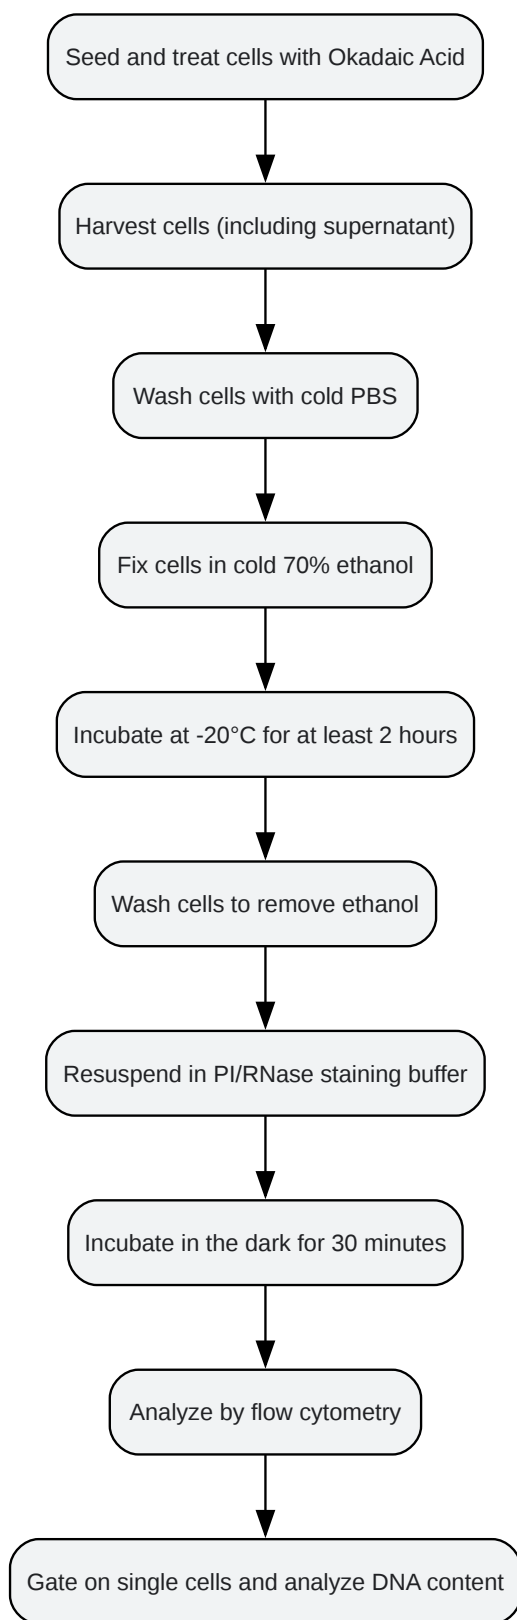 Seed and treat cells with Okadaic Acid
Harvest cells (including supernatant)
Wash cells with cold PBS
Fix cells in cold 70% ethanol
Incubate at -20°C for at least 2 hours
Wash cells to remove ethanol
Resuspend in PI/RNase staining buffer
Incubate in the dark for 30 minutes
Analyze by flow cytometry
Gate on single cells and analyze DNA content